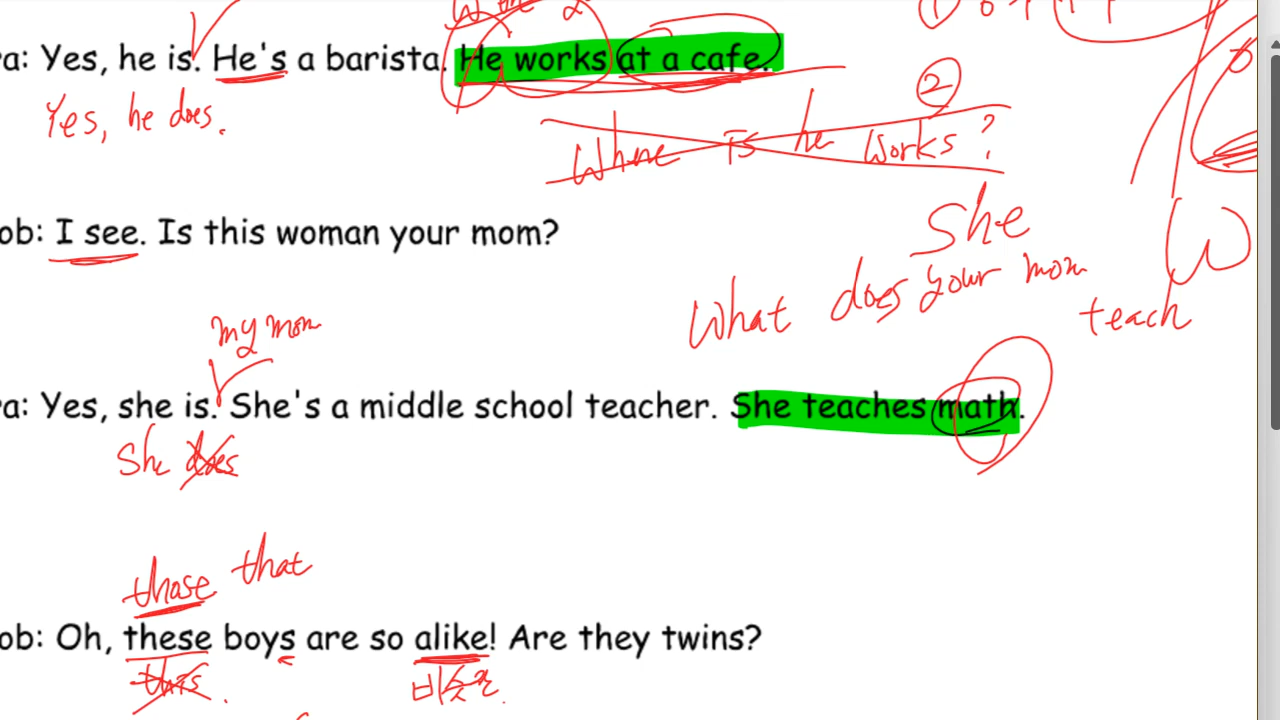 a: Yes, he is. He's a barista. He works at a cafe.
②
Yes, he does.
Where is he works?
ob: I see. Is this woman your mom?
She
W
What does your mom teach
my mom
a: Yes, she is. She's a middle school teacher. She teaches math.
She does
those that
ob: Oh, these boys are so alike! Are they twins?
this
비슷한